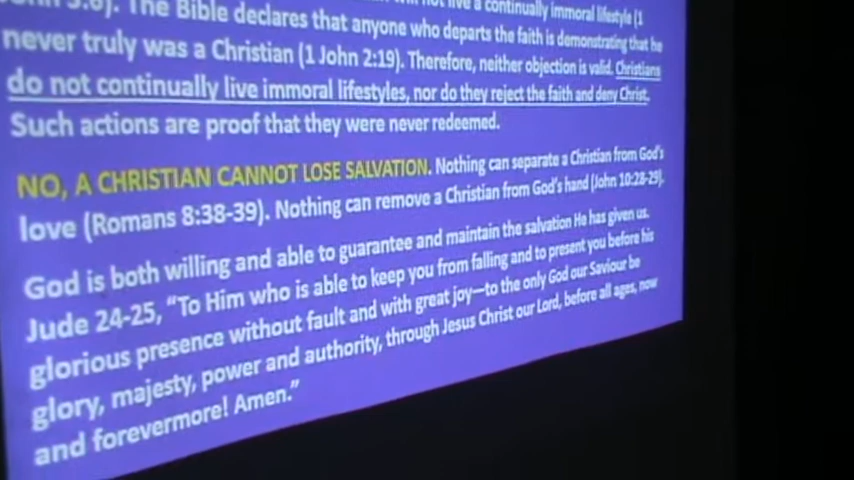 not live a continually immoral lifestyle (1
John 3:6). The Bible declares that anyone who departs the faith is demonstrating that he
never truly was a Christian (1 John 2:19). Therefore, neither objection is valid. Christians
do not continually live immoral lifestyles, nor do they reject the faith and deny Christ.
Such actions are proof that they were never redeemed.
NO, A CHRISTIAN CANNOT LOSE SALVATION. Nothing can separate a Christian from God's
love (Romans 8:38-39). Nothing can remove a Christian from God's hand (John 10:28-29).
God is both willing and able to guarantee and maintain the salvation He has given us.
Jude 24-25, “To Him who is able to keep you from falling and to present you before his
glorious presence without fault and with great joy—to the only God our Saviour be
glory, majesty, power and authority, through Jesus Christ our Lord, before all ages, now
and forevermore! Amen.”